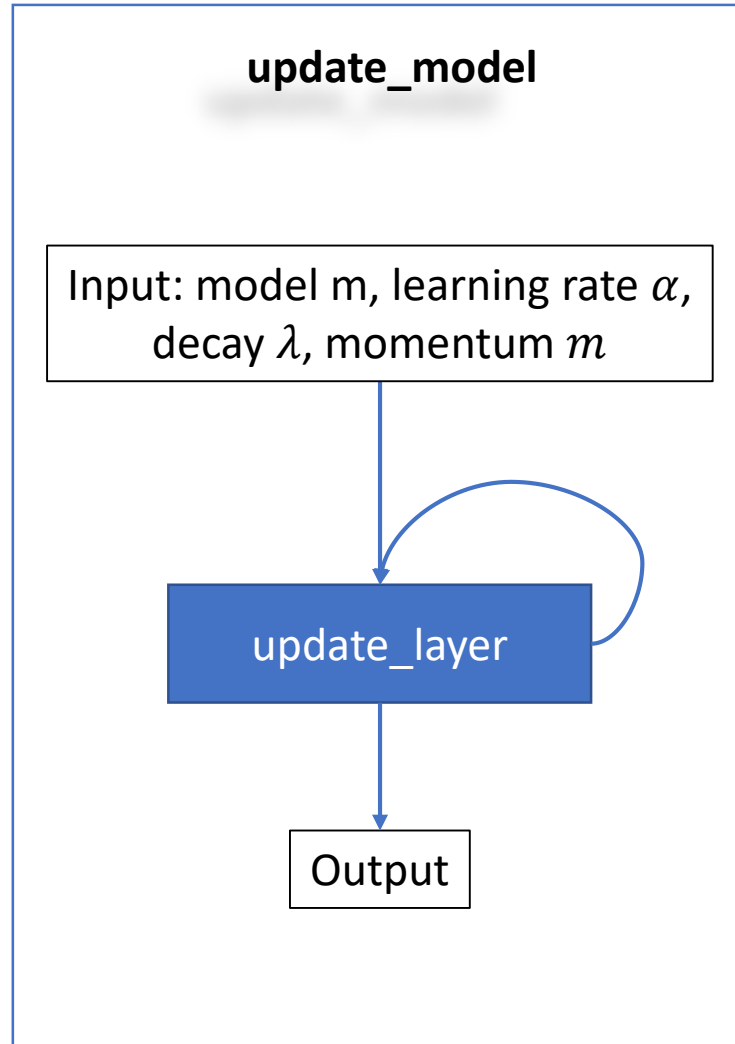 update_model
Input: model m, learning rate α,
decay λ, momentum m
update_layer
Output